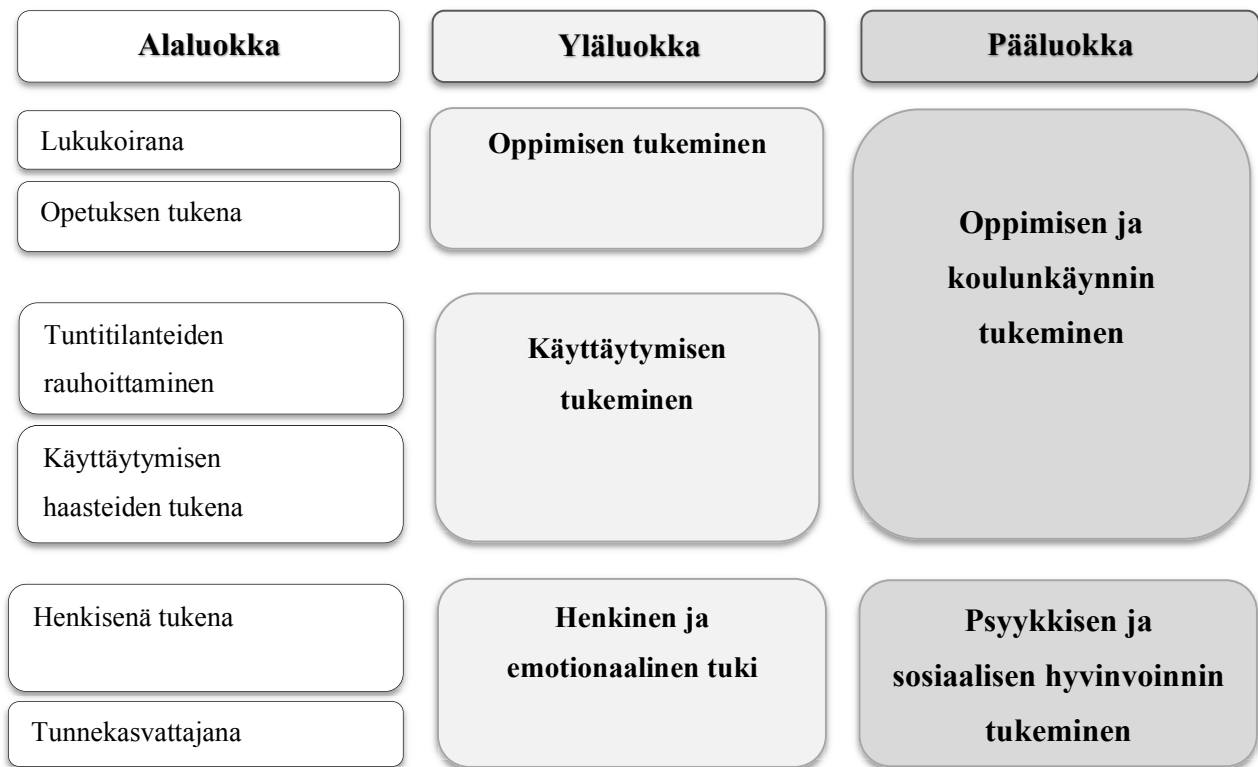 Alaluokka
Yläluokka
Pääluokka
Lukukoirana
Opetuksen tukena
Oppimisen tukeminen
Tuntitilanteiden
rauhoittaminen
Käyttäytymisen
haasteiden tukena
Käyttäytymisen
tukeminen
Oppimisen ja
koulunkäynnin
tukeminen
Henkisenä tukena
Tunnekasvattajana
Henkinen ja
emotionaalinen tuki
Psyykkisen ja
sosiaalisen hyvinvoinnin
tukeminen